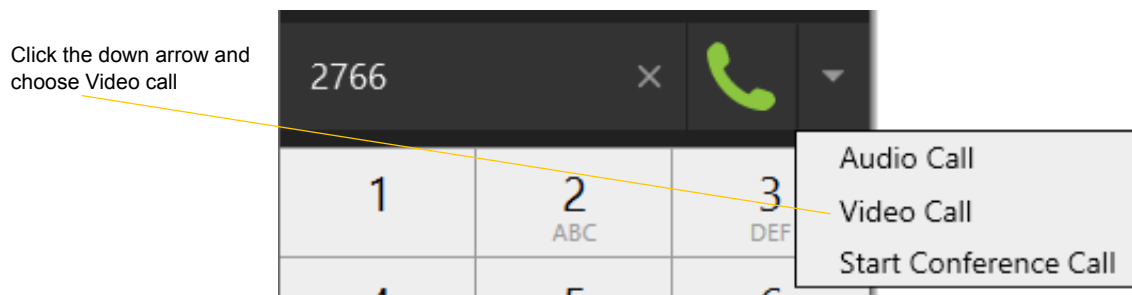 Click the down arrow and
choose Video call
2766
Audio Call
Video Call
Start Conference Call
1 2 3
ABC DEF